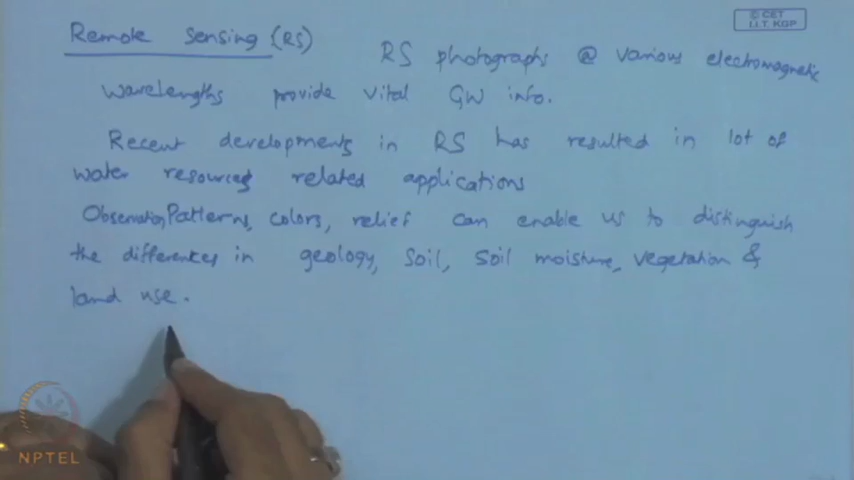 © CET
I.I.T. KGP
Remote Sensing (RS)
RS photographs @ various electromagnetic
wavelengths provide vital GW info.
Recent developments in RS has resulted in lot of
water resources related applications
Observation Patterns, colors, relief can enable us to distinguish
the differences in geology, soil, soil moisture, vegetation &
land use.
NPTEL